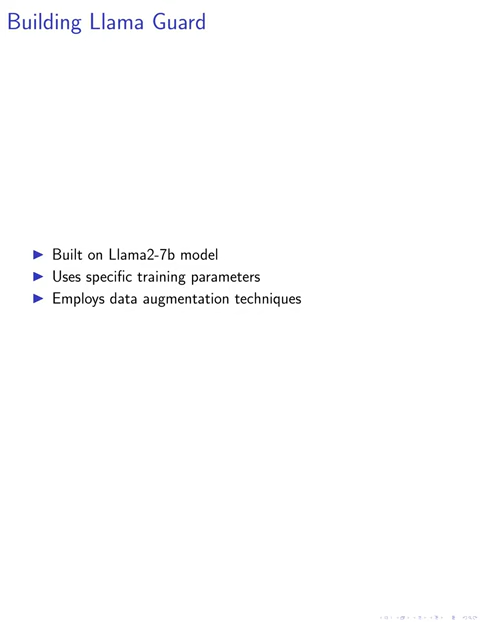 Building Llama Guard
▶ Built on Llama2-7b model
▶ Uses specific training parameters
▶ Employs data augmentation techniques